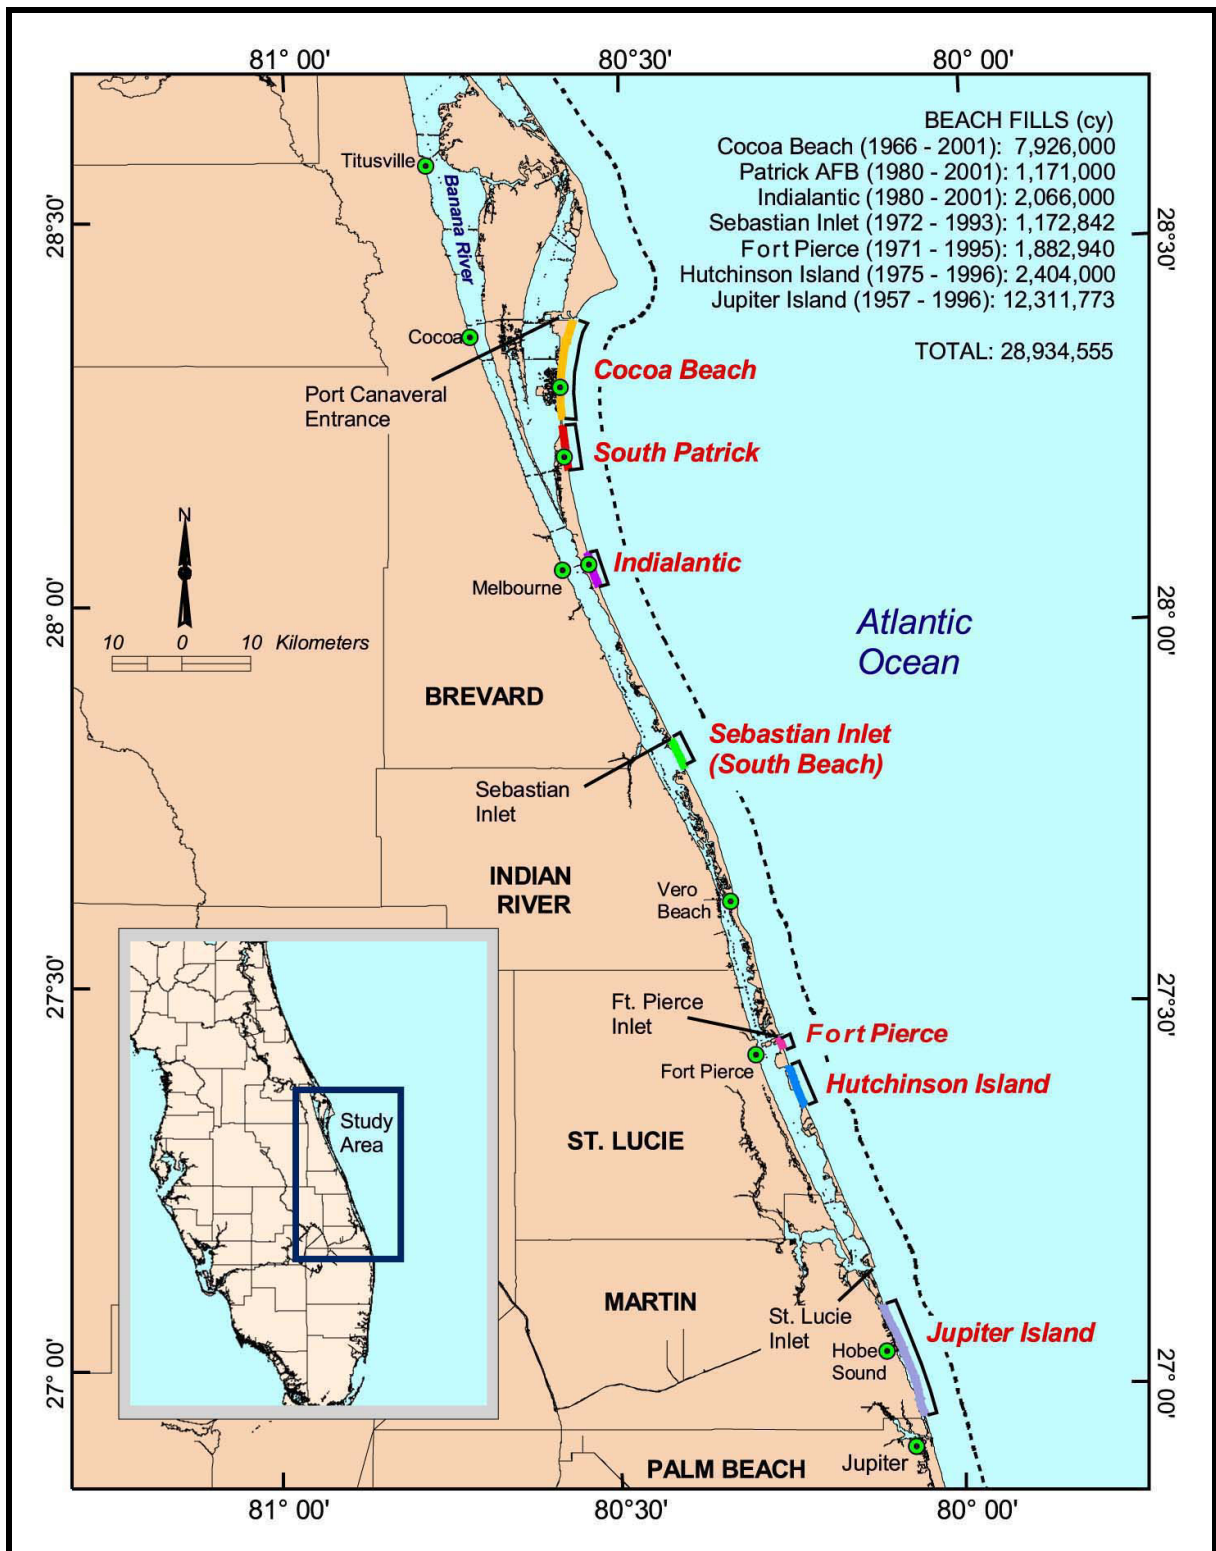 81° 00'
80°30'
80° 00'
BEACH FILLS (cy)
Cocoa Beach (1966 - 2001): 7,926,000
Patrick AFB (1980 - 2001): 1,171,000
Indialantic (1980 - 2001): 2,066,000
Sebastian Inlet (1972 - 1993): 1,172,842
Fort Pierce (1971 - 1995): 1,882,940
Hutchinson Island (1975 - 1996): 2,404,000
Jupiter Island (1957 - 1996): 12,311,773
TOTAL: 28,934,555
Titusville
Banana River
28°30'
28°30'
Cocoa
Port Canaveral
Entrance
Cocoa Beach
South Patrick
N
Indialantic
Melbourne
28° 00'
28° 00'
10 0 10 Kilometers
Atlantic
Ocean
BREVARD
Sebastian Inlet
(South Beach)
Sebastian
Inlet
INDIAN
RIVER
Vero
Beach
27°30'
27°30'
Ft. Pierce
Inlet
Fort Pierce
Fort Pierce
Hutchinson Island
Study
Area
ST. LUCIE
MARTIN
St. Lucie
Inlet
Jupiter Island
Hobe
Sound
27° 00'
27° 00'
Jupiter
PALM BEACH
81° 00'
80°30'
80° 00'